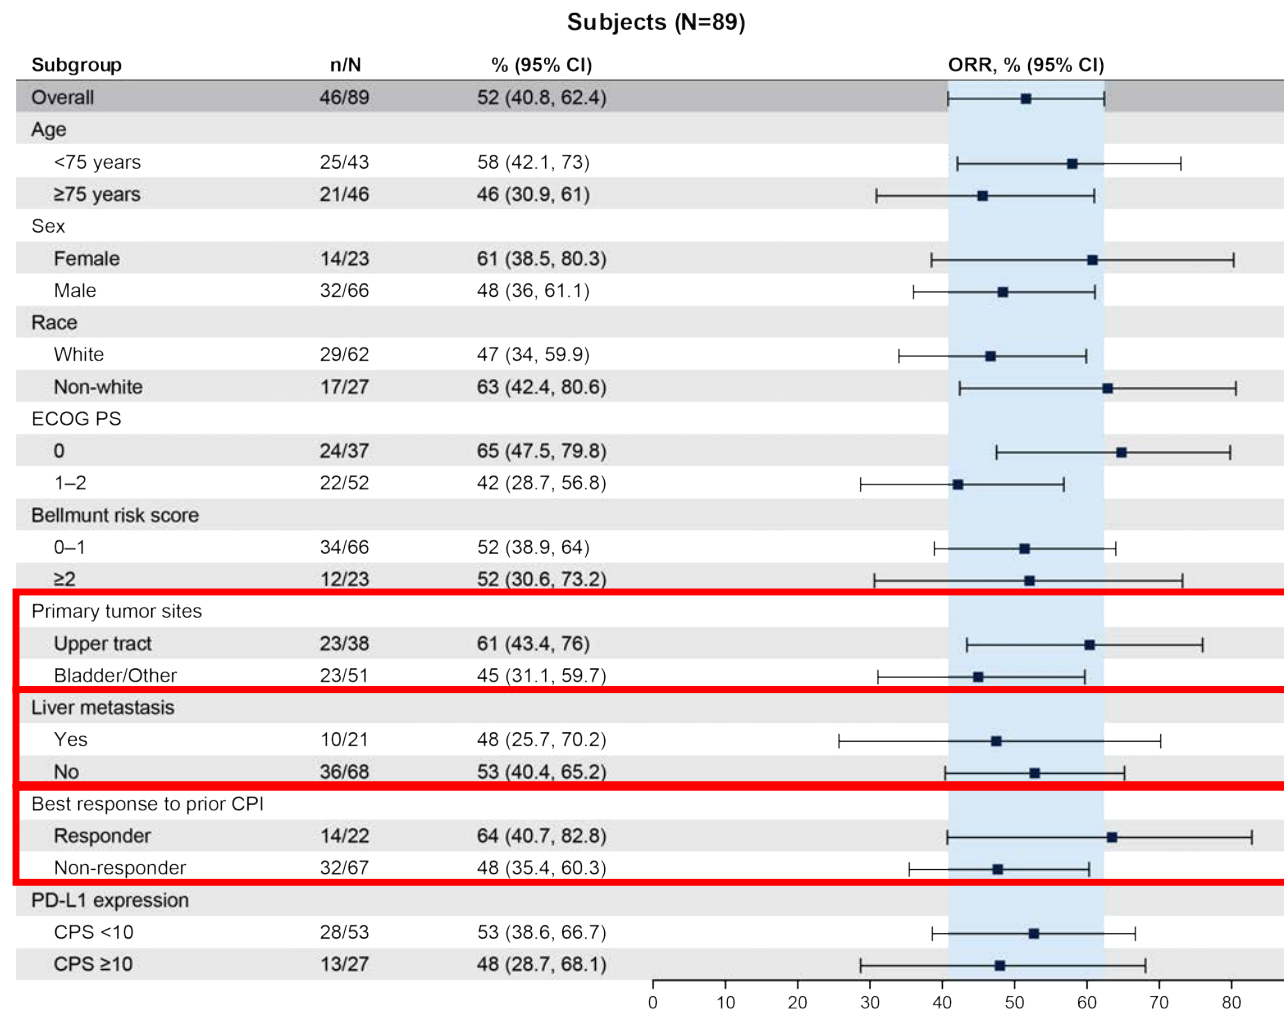 Subjects (N=89)
Subgroup n/N % (95% CI) ORR, % (95% CI)
Overall 46/89 52 (40.8, 62.4)
Age
<75 years 25/43 58 (42.1, 73)
≥75 years 21/46 46 (30.9, 61)
Sex
Female 14/23 61 (38.5, 80.3)
Male 32/66 48 (36, 61.1)
Race
White 29/62 47 (34, 59.9)
Non-white 17/27 63 (42.4, 80.6)
ECOG PS
0 24/37 65 (47.5, 79.8)
1–2 22/52 42 (28.7, 56.8)
Bellmunt risk score
0–1 34/66 52 (38.9, 64)
≥2 12/23 52 (30.6, 73.2)
Primary tumor sites
Upper tract 23/38 61 (43.4, 76)
Bladder/Other 23/51 45 (31.1, 59.7)
Liver metastasis
Yes 10/21 48 (25.7, 70.2)
No 36/68 53 (40.4, 65.2)
Best response to prior CPI
Responder 14/22 64 (40.7, 82.8)
Non-responder 32/67 48 (35.4, 60.3)
PD-L1 expression
CPS <10 28/53 53 (38.6, 66.7)
CPS ≥10 13/27 48 (28.7, 68.1)
0 10 20 30 40 50 60 70 80